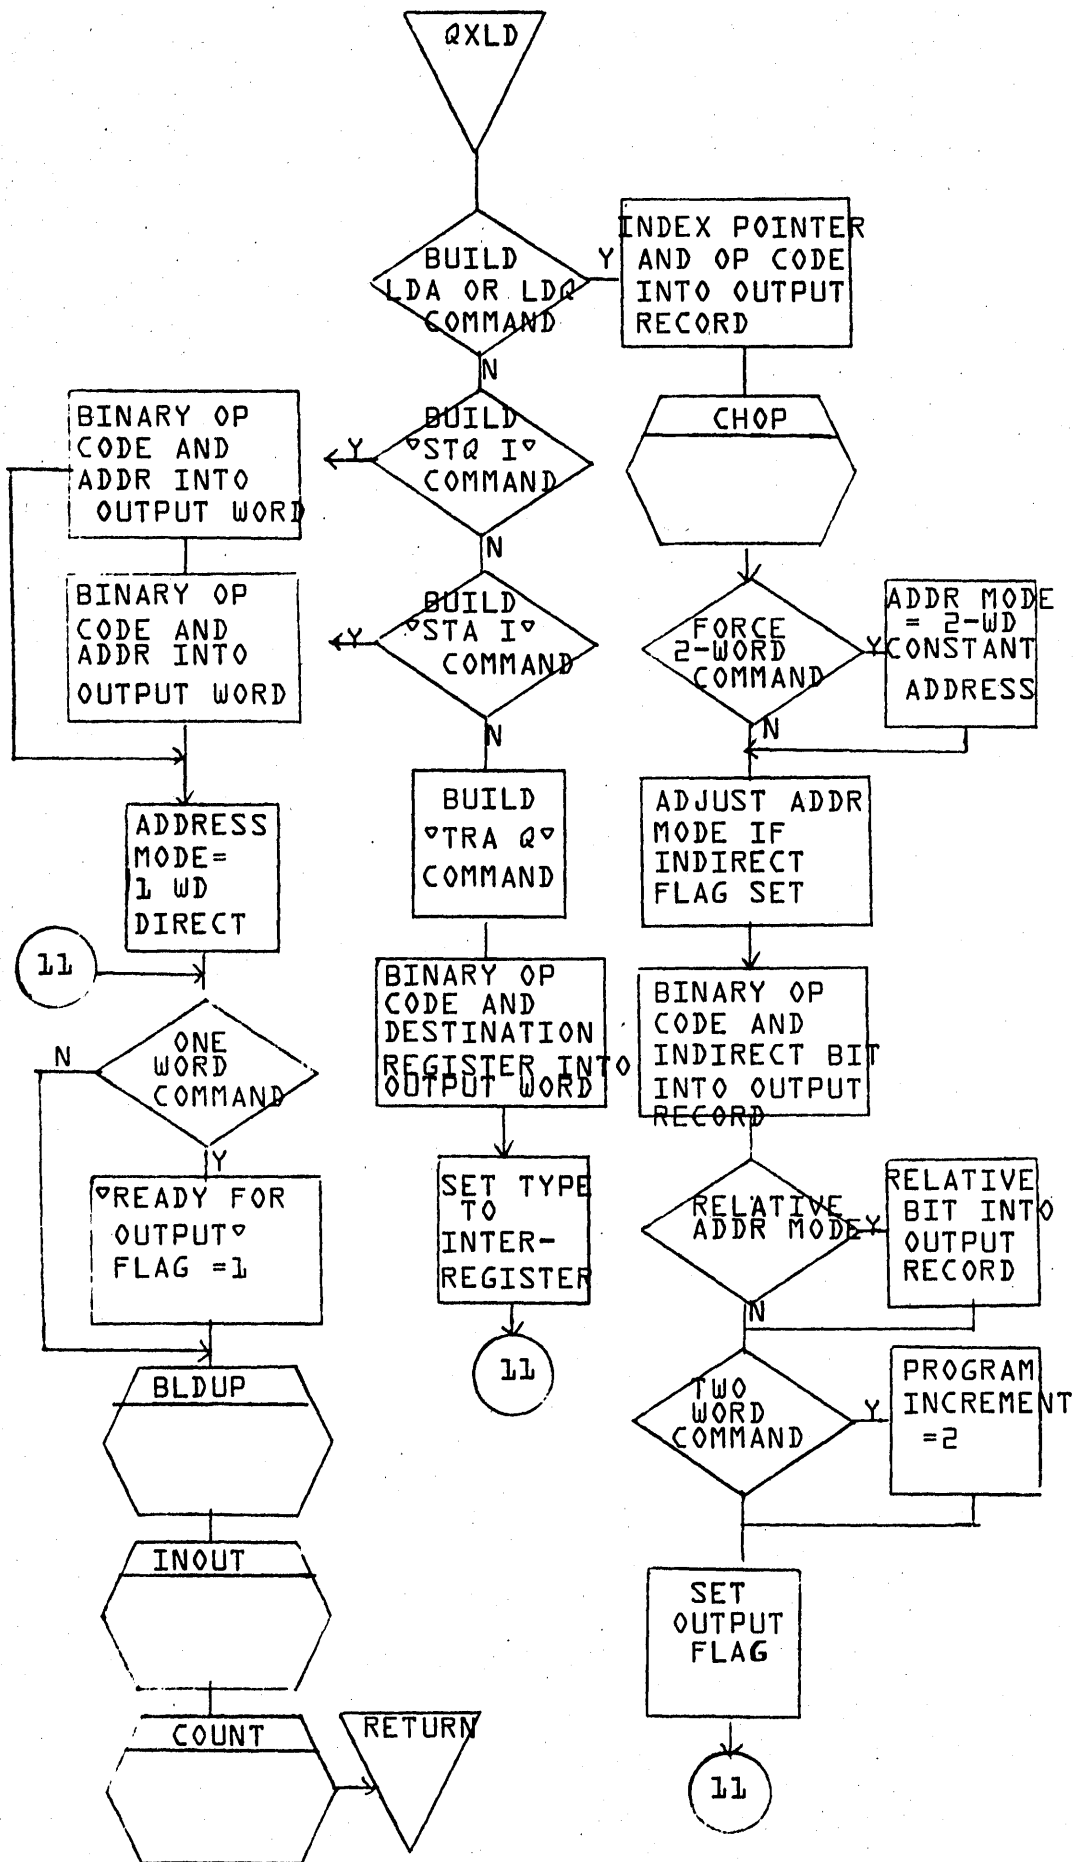 QXLD
BUILD
LDA OR LDQ
COMMAND
Y
INDEX POINTER
AND OP CODE
INTO OUTPUT
RECORD
N
CHOP
BUILD
▽STQ I▽
COMMAND
Y
BINARY OP
CODE AND
ADDR INTO
OUTPUT WORD
N
BUILD
▽STA I▽
COMMAND
Y
BINARY OP
CODE AND
ADDR INTO
OUTPUT WORD
N
FORCE
2-WORD
COMMAND
Y
ADDR MODE
= 2-WD
CONSTANT
ADDRESS
N
ADDRESS
MODE=
1 WD
DIRECT
BUILD
▽TRA Q▽
COMMAND
ADJUST ADDR
MODE IF
INDIRECT
FLAG SET
11
BINARY OP
CODE AND
DESTINATION
REGISTER INTO
OUTPUT WORD
BINARY OP
CODE AND
INDIRECT BIT
INTO OUTPUT
RECORD
N
ONE
WORD
COMMAND
Y
▽READY FOR
OUTPUT▽
FLAG =1
SET TYPE
TO
INTER-
REGISTER
RELATIVE
ADDR MODE
Y
RELATIVE
BIT INTO
OUTPUT
RECORD
N
11
BLDUP
TWO
WORD
COMMAND
Y
PROGRAM
INCREMENT
=2
INOUT
SET
OUTPUT
FLAG
COUNT
RETURN
11